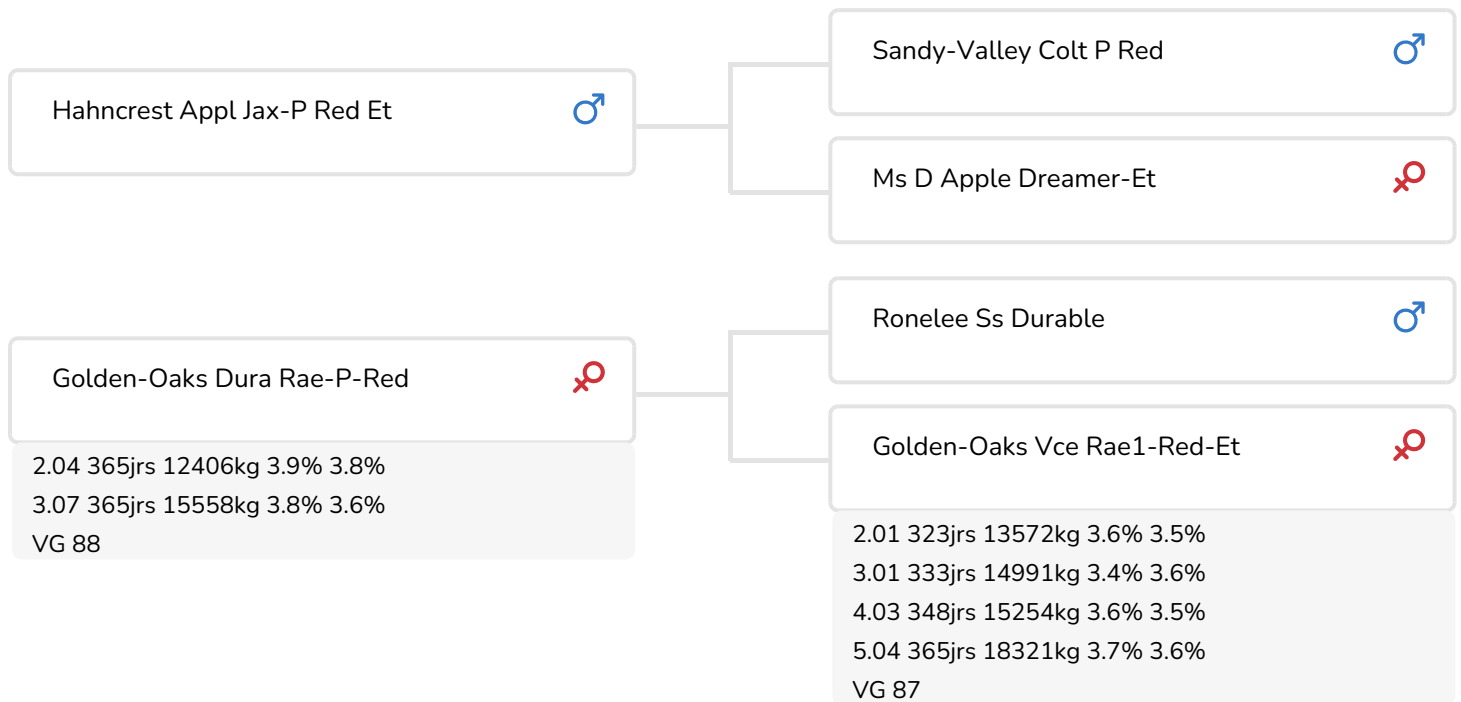 Sandy-Valley Colt P Red
Hahncrest Appl Jax-P Red Et
Ms D Apple Dreamer-Et
Ronelee Ss Durable
Golden-Oaks Dura Rae-P-Red
2.04 365jrs 12406kg 3.9% 3.8%
3.07 365jrs 15558kg 3.8% 3.6%
VG 88
Golden-Oaks Vce Rae1-Red-Et
2.01 323jrs 13572kg 3.6% 3.5%
3.01 333jrs 14991kg 3.4% 3.6%
4.03 348jrs 15254kg 3.6% 3.5%
5.04 365jrs 18321kg 3.7% 3.6%
VG 87